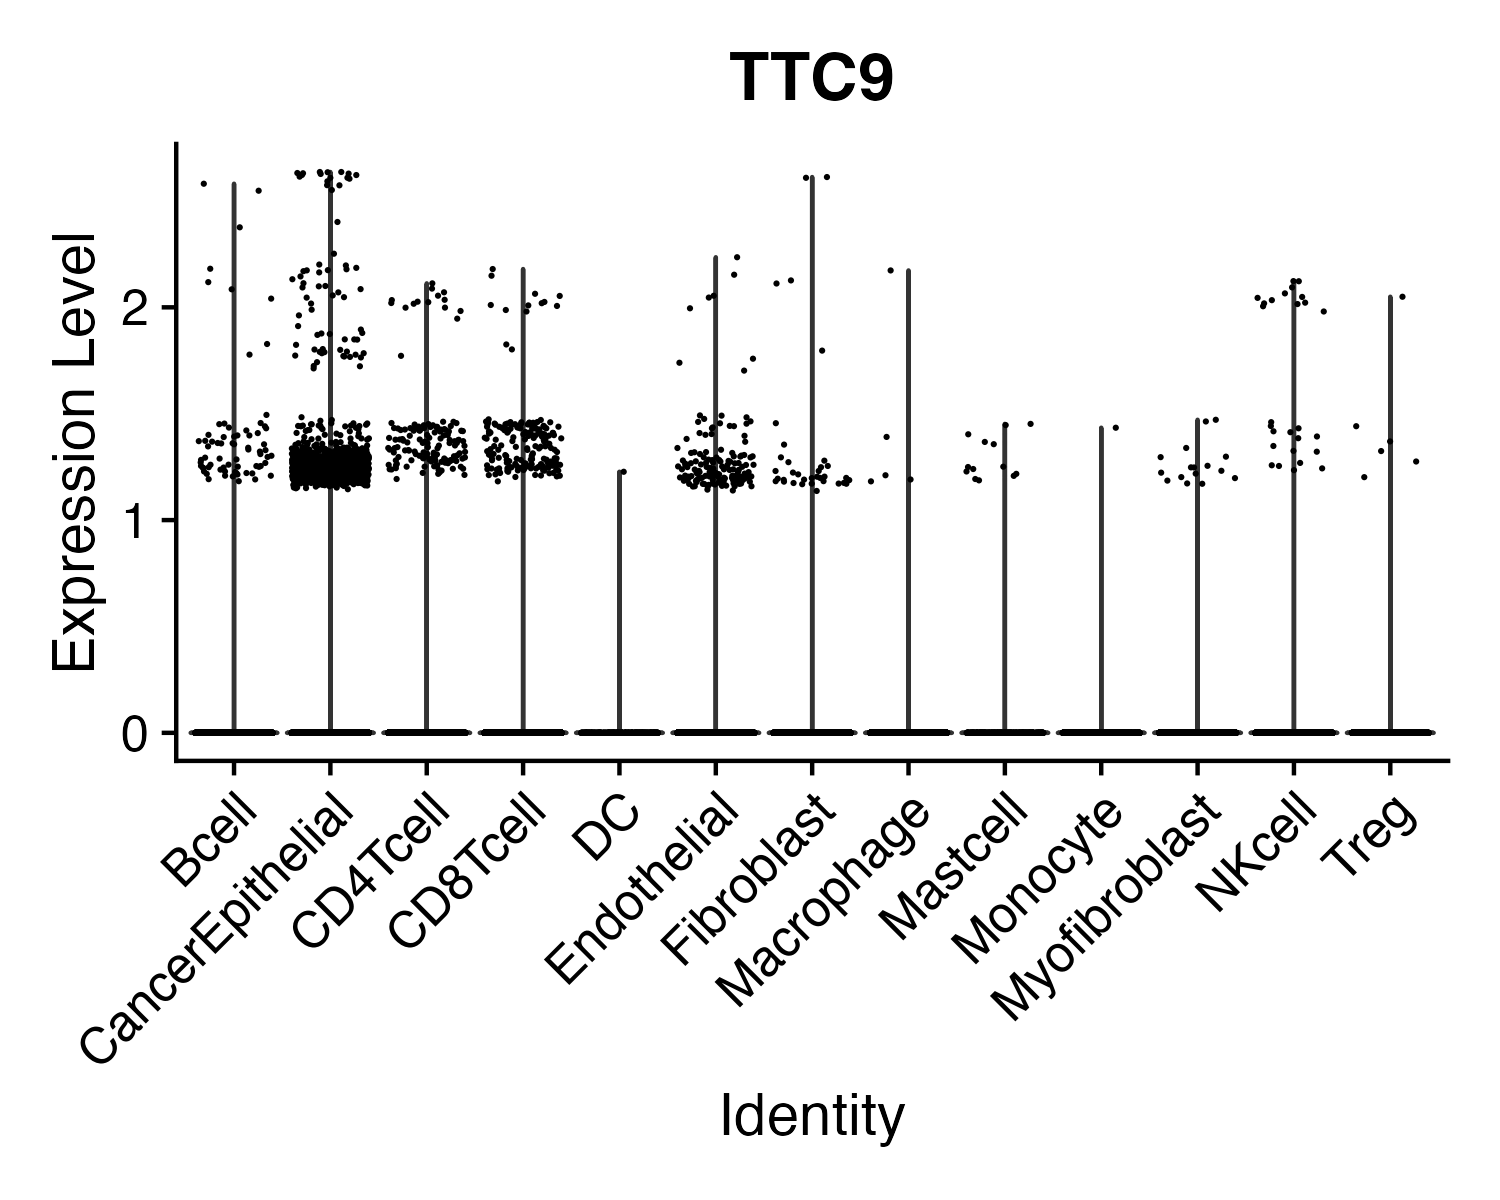 TTC9
Expression Level
2
1
0
Bcell
CancerEpithelial
CD4Tcell
CD8Tcell
DC
Endothelial
Fibroblast
Macrophage
Mastcell
Monocyte
Myofibroblast
NKcell
Treg
Identity